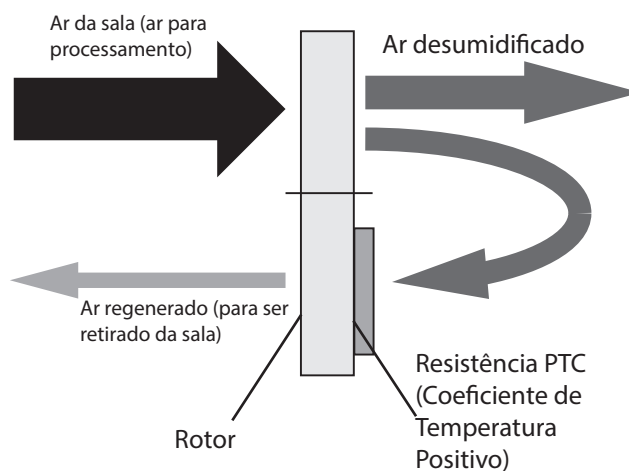 Ar da sala (ar para
processamento)
Ar desumidificado
Ar regenerado (para ser
retirado da sala)
Rotor
Resistência PTC
(Coeficiente de
Temperatura
Positivo)